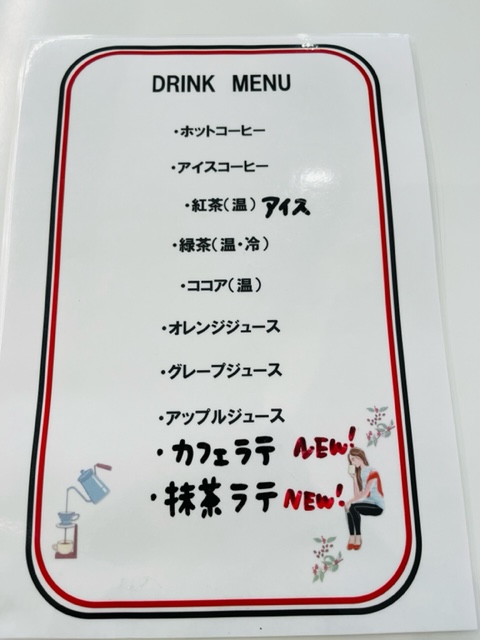 DRINK MENU
・ホットコーヒー
・アイスコーヒー
・紅茶(温) アイス
・緑茶(温・冷)
・ココア(温)
・オレンジジュース
・グレープジュース
・アップルジュース
・カフェラテ NEW!
・抹茶ラテ NEW!